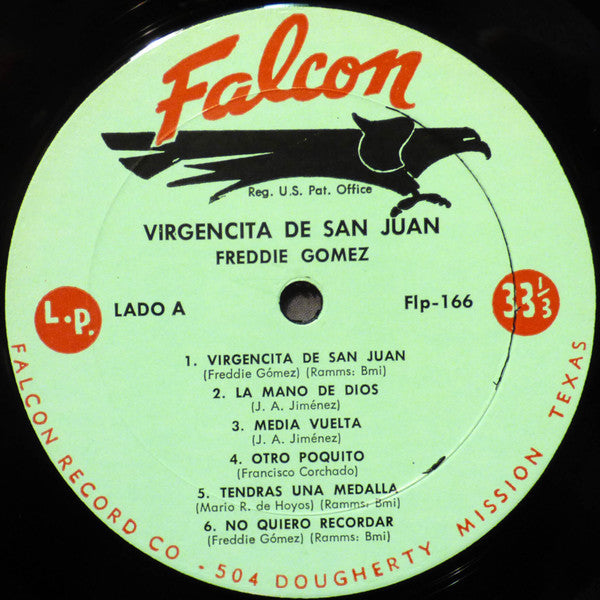 Falcon
Reg. U.S. Pat. Office
VIRGENCITA DE SAN JUAN
FREDDIE GOMEZ
L.p.
LADO A
Flp-166
33 1/3
1. VIRGENCITA DE SAN JUAN
(Freddie Gómez) (Ramms: Bmi)
2. LA MANO DE DIOS
(J. A. Jiménez)
3. MEDIA VUELTA
(J. A. Jiménez)
4. OTRO POQUITO
(Francisco Corchado)
5. TENDRAS UNA MEDALLA
(Mario R. de Hoyos) (Ramms: Bmi)
6. NO QUIERO RECORDAR
(Freddie Gómez) (Ramms: Bmi)
FALCON RECORD CO - 504 DOUGHERTY MISSION TEXAS